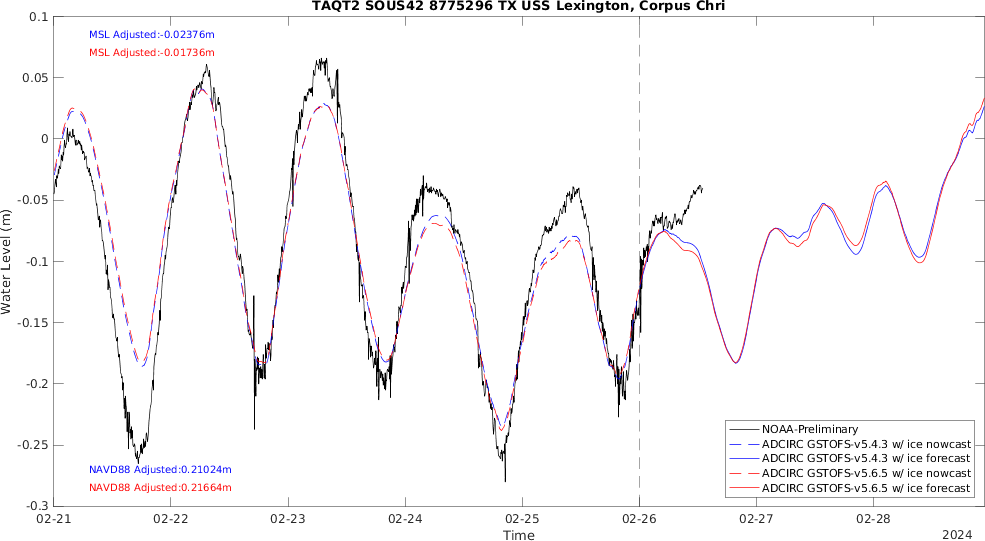 TAQT2 SOUS42 8775296 TX USS Lexington, Corpus Chri
0.1
0.05
0
-0.05
-0.1
-0.15
-0.2
-0.25
-0.3
Water Level (m)
MSL Adjusted:-0.02376m
MSL Adjusted:-0.01736m
NAVD88 Adjusted:0.21024m
NAVD88 Adjusted:0.21664m
NOAA-Preliminary
ADCIRC GSTOFS-v5.4.3 w/ ice nowcast
ADCIRC GSTOFS-v5.4.3 w/ ice forecast
ADCIRC GSTOFS-v5.6.5 w/ ice nowcast
ADCIRC GSTOFS-v5.6.5 w/ ice forecast
02-21 02-22 02-23 02-24 02-25 02-26 02-27 02-28
Time
2024